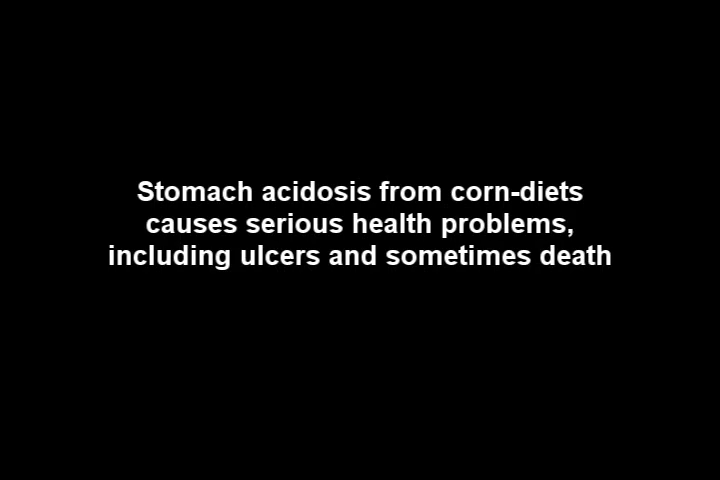 Stomach acidosis from corn-diets
causes serious health problems,
including ulcers and sometimes death